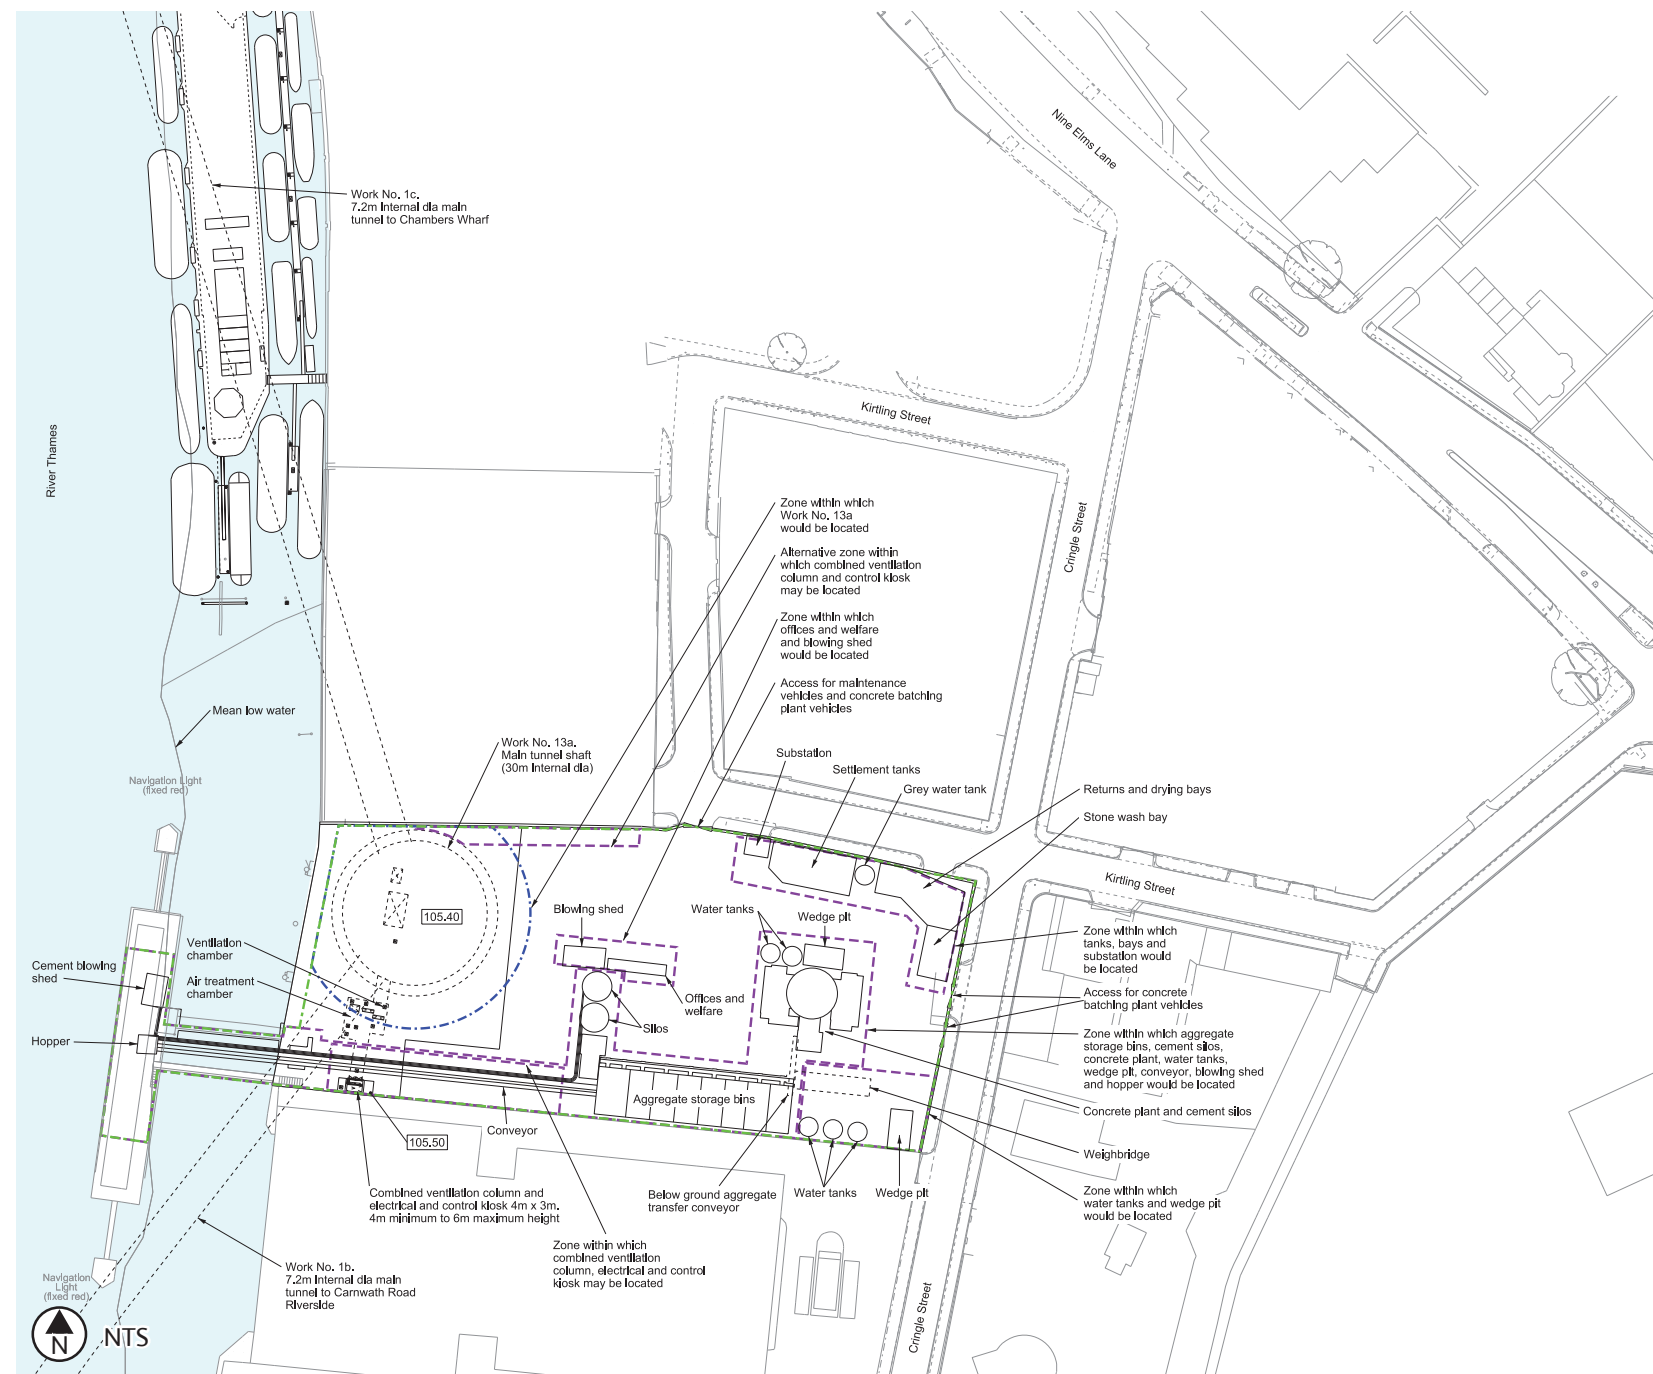 Nine Elms Lane
Work No. 1c.
7.2m internal dia main
tunnel to Chambers Wharf
Kirtling Street
River Thames
Cringle Street
Zone within which
Work No. 13a
would be located
Alternative zone within
which combined ventilation
column and control kiosk
may be located
Zone within which
offices and welfare
and blowing shed
would be located
Access for maintenance
vehicles and concrete batching
plant vehicles
Mean low water
Navigation Light
(fixed red)
Work No. 13a.
Main tunnel shaft
(30m internal dia)
Substation
Settlement tanks
Grey water tank
Returns and drying bays
Stone wash bay
Kirtling Street
105.40
Blowing shed
Water tanks
Wedge pit
Zone within which
tanks, bays and
substation would
be located
Ventilation
chamber
Cement blowing
shed
Air treatment
chamber
Offices and
welfare
Silos
Access for concrete
batching plant vehicles
Hopper
Zone within which aggregate
storage bins, cement silos,
concrete plant, water tanks,
wedge pit, conveyor, blowing shed
and hopper would be located
Aggregate storage bins
Concrete plant and cement silos
Conveyor
105.50
Weighbridge
Combined ventilation column and
electrical and control kiosk 4m x 3m.
4m minimum to 6m maximum height
Below ground aggregate
transfer conveyor
Water tanks
Wedge pit
Zone within which
water tanks and wedge pit
would be located
Zone within which
combined ventilation
column, electrical and control
kiosk may be located
Work No. 1b.
7.2m internal dia main
tunnel to Carnwath Road
Riverside
Navigation
Light
(fixed red)
Cringle Street
N
NTS